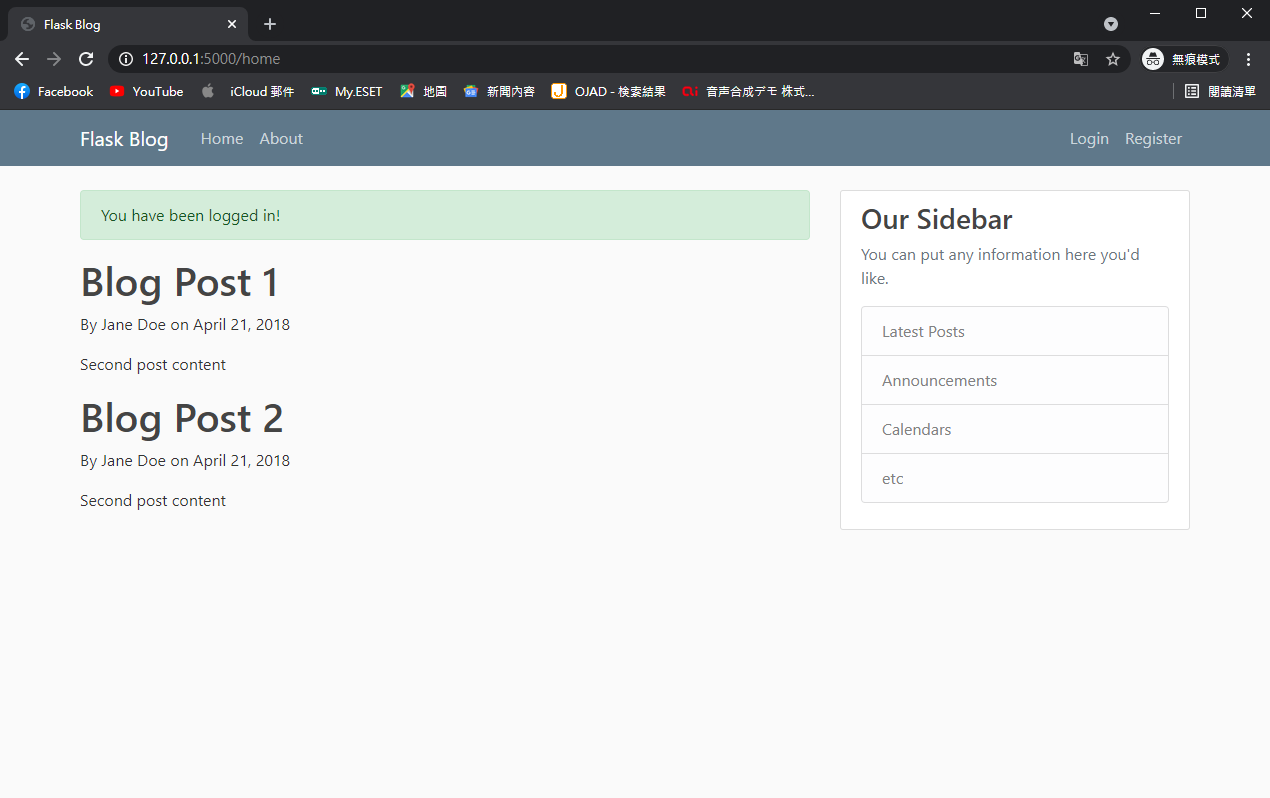 Flask Blog
127.0.0.1:5000/home
無痕模式
Facebook YouTube iCloud 郵件 My.ESET 地圖 新聞內容 OJAD - 検索結果 音声合成デモ 株式... 閱讀清單
Flask Blog Home About Login Register
You have been logged in!
Blog Post 1
By Jane Doe on April 21, 2018
Second post content
Blog Post 2
By Jane Doe on April 21, 2018
Second post content
Our Sidebar
You can put any information here you'd
like.
Latest Posts
Announcements
Calendars
etc